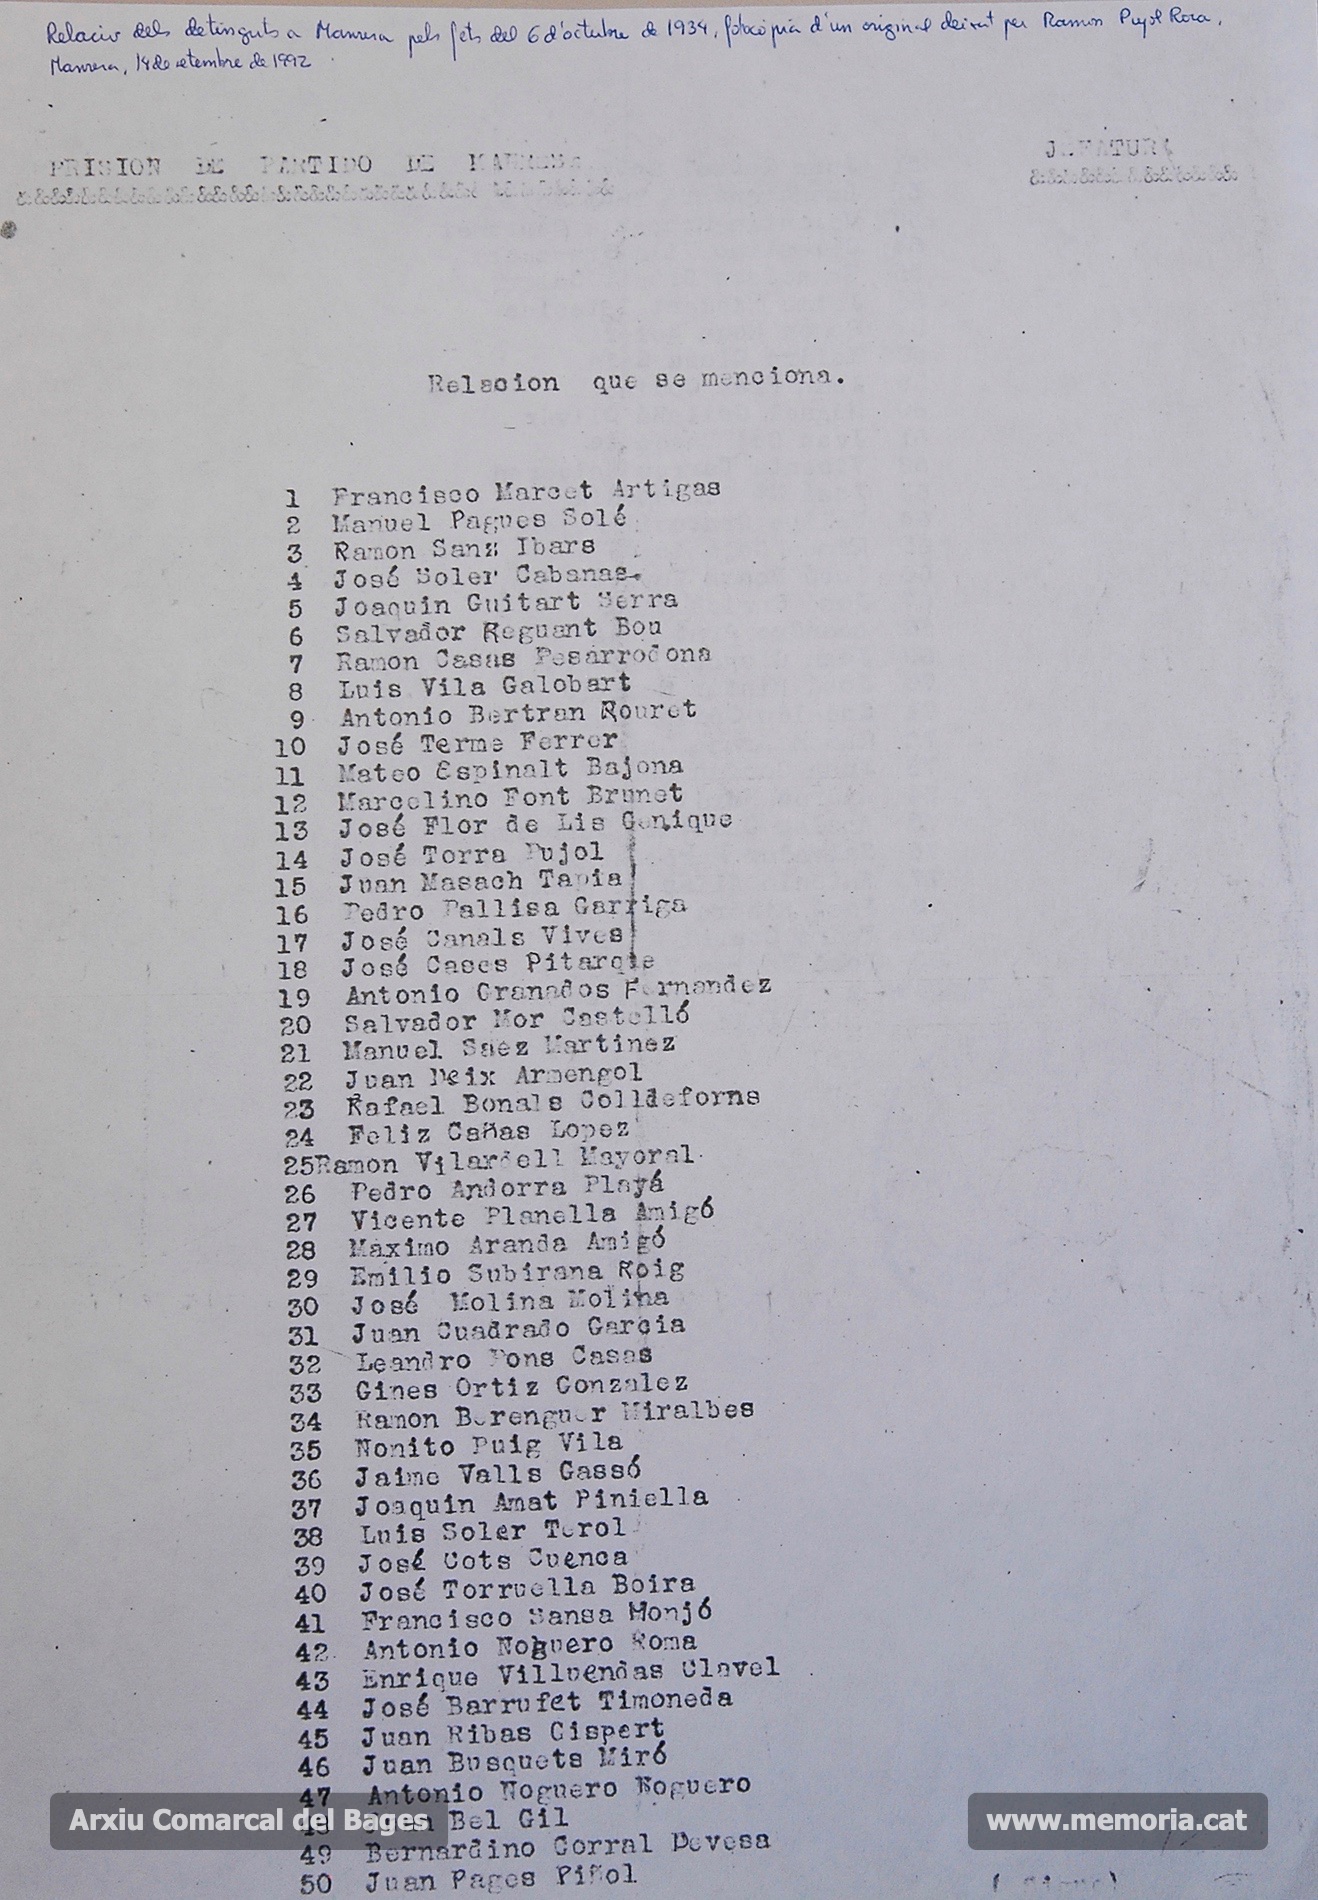 Relació dels detinguts a Manresa pels fets del 6 d'octubre de 1934, fotocòpia d'un original deixat per Ramon Pujol Rosa,
Manresa, 14 de setembre de 1992
PRISION DE PARTIDO DE MANRESA
JEFATURA
Relacion que se menciona.
1 Francisco Marcet Artigas
2 Manuel Pagues Solé
3 Ramon Sanz Ibars
4 José Soler Cabanas.
5 Joaquin Guitart Serra
6 Salvador Reguant Bou
7 Ramon Casas Pesarrodona
8 Luis Vila Galobart
9 Antonio Bertran Rouret
10 José Terme Ferrer
11 Mateo Espinalt Bajona
12 Marcelino Font Brunet
13 José Flor de Lis Genique
14 José Torra Pujol
15 Juan Masach Tapia
16 Pedro Pallisa Garriga
17 José Canals Vives
18 José Cases Pitarque
19 Antonio Granados Fernandez
20 Salvador Mor Castelló
21 Manuel Saez Martinez
22 Juan Peix Armengol
23 Rafael Bonals Colldeforns
24 Feliz Cañas Lopez
25 Ramon Vilardell Mayoral
26 Pedro Andorra Playá
27 Vicente Planella Amigó
28 Maximo Aranda Amigó
29 Emilio Subirana Roig
30 José Molina Molina
31 Juan Cuadrado Garcia
32 Leandro Pons Casas
33 Gines Ortiz Gonzalez
34 Ramon Berenguer Miralbes
35 Nonito Puig Vila
36 Jaime Valls Gassó
37 Joaquin Amat Piniella
38 Luis Soler Terol
39 José Cots Cuenca
40 José Torruella Boira
41 Francisco Sansa Monjó
42 Antonio Noguero Roma
43 Enrique Villuendas Clavel
44 José Barrufet Timoneda
45 Juan Ribas Cispert
46 Juan Busquets Miró
47 Antonio Noguero Noguero
48 Juan Bel Gil
49 Bernardino Corral Devesa
50 Juan Pages Piñol
Arxiu Comarcal del Bages
www.memoria.cat